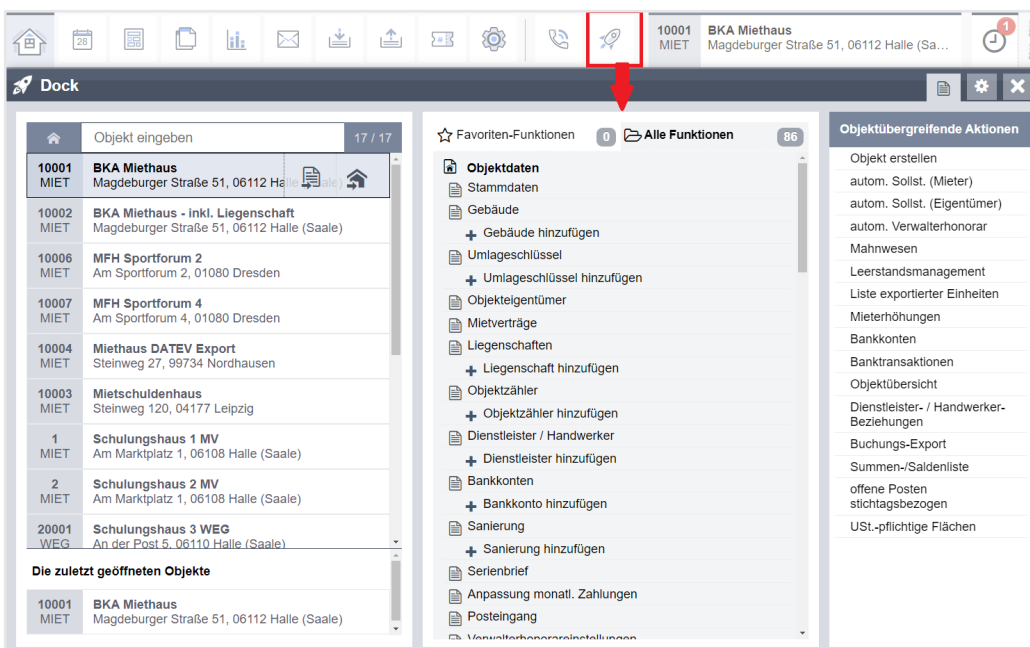 28
10001
MIET
BKA Miethaus
Magdeburger Straße 51, 06112 Halle (Sa...
1
Dock
Objekt eingeben
17 / 17
10001
MIET
BKA Miethaus
Magdeburger Straße 51, 06112 Halle (Saale)
10002
MIET
BKA Miethaus - inkl. Liegenschaft
Magdeburger Straße 51, 06112 Halle (Saale)
10006
MIET
MFH Sportforum 2
Am Sportforum 2, 01080 Dresden
10007
MIET
MFH Sportforum 4
Am Sportforum 4, 01080 Dresden
10004
MIET
Miethaus DATEV Export
Steinweg 27, 99734 Nordhausen
10003
MIET
Mietschuldenhaus
Steinweg 120, 04177 Leipzig
1
MIET
Schulungshaus 1 MV
Am Marktplatz 1, 06108 Halle (Saale)
2
MIET
Schulungshaus 2 MV
Am Marktplatz 1, 06108 Halle (Saale)
20001
WEG
Schulungshaus 3 WEG
An der Post 5, 06110 Halle (Saale)
Die zuletzt geöffneten Objekte
10001
MIET
BKA Miethaus
Magdeburger Straße 51, 06112 Halle (Saale)
Favoriten-Funktionen 0
Alle Funktionen 86
Objektdaten
Stammdaten
Gebäude
+ Gebäude hinzufügen
Umlageschlüssel
+ Umlageschlüssel hinzufügen
Objekteigentümer
Mietverträge
Liegenschaften
+ Liegenschaft hinzufügen
Objektzähler
+ Objektzähler hinzufügen
Dienstleister / Handwerker
+ Dienstleister hinzufügen
Bankkonten
+ Bankkonto hinzufügen
Sanierung
+ Sanierung hinzufügen
Serienbrief
Anpassung monatl. Zahlungen
Posteingang
Verwalterhonorareinstellungen
Objektübergreifende Aktionen
Objekt erstellen
autom. Sollst. (Mieter)
autom. Sollst. (Eigentümer)
autom. Verwalterhonorar
Mahnwesen
Leerstandsmanagement
Liste exportierter Einheiten
Mieterhöhungen
Bankkonten
Banktransaktionen
Objektübersicht
Dienstleister- / Handwerker-
Beziehungen
Buchungs-Export
Summen-/Saldenliste
offene Posten
stichtagsbezogen
USt.-pflichtige Flächen